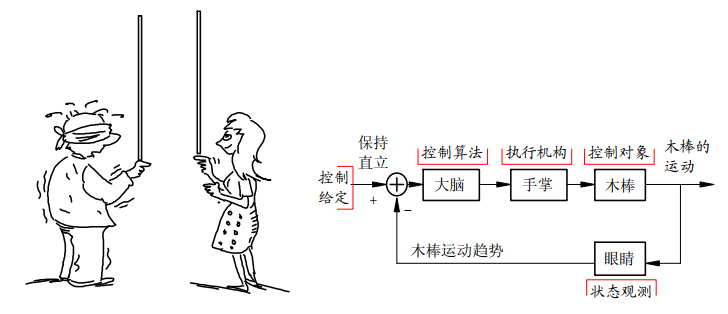 保持
直立
控制算法
执行机构
控制对象
木棒的
运动
控制
给定
+
大脑
手掌
木棒
−
木棒运动趋势
眼睛
状态观测